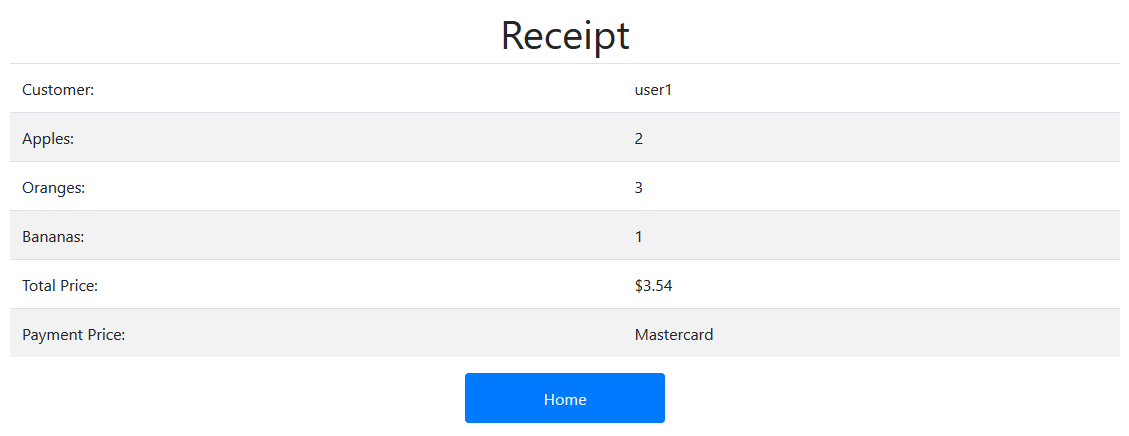 Receipt
Customer: user1
Apples: 2
Oranges: 3
Bananas: 1
Total Price: $3.54
Payment Price: Mastercard
Home